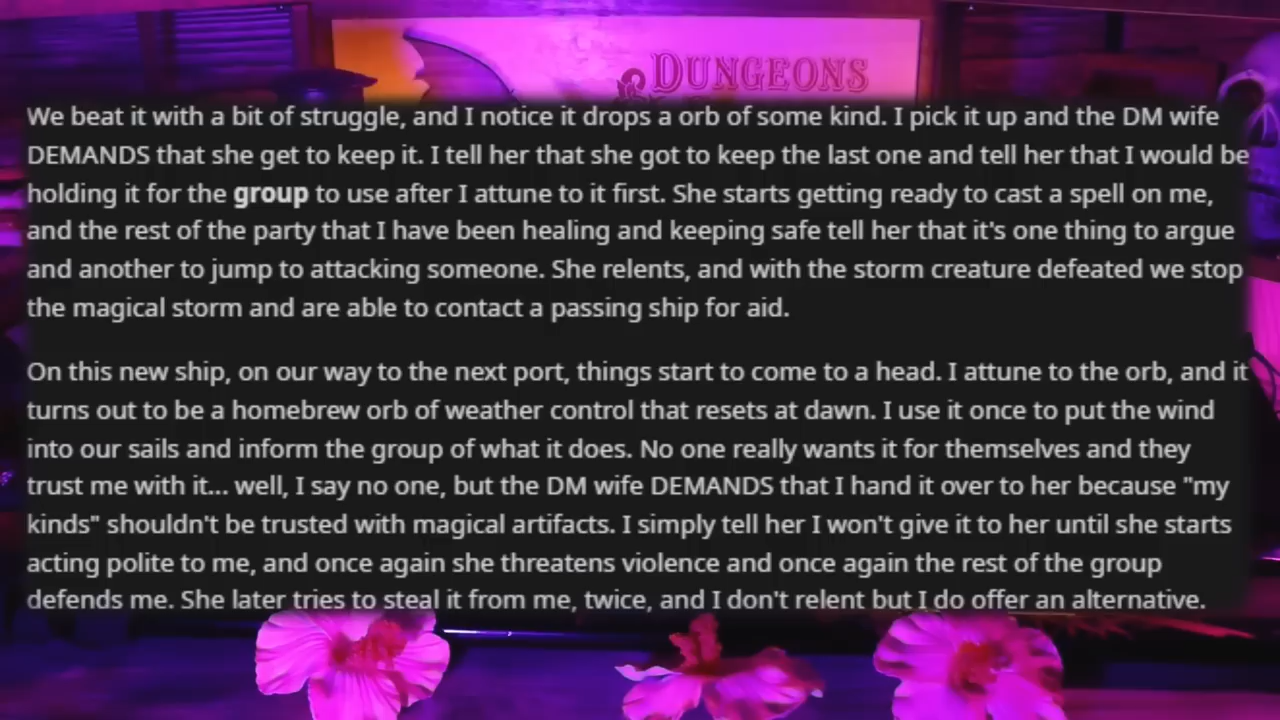 DUNGEONS
We beat it with a bit of struggle, and I notice it drops a orb of some kind. I pick it up and the DM wife
DEMANDS that she get to keep it. I tell her that she got to keep the last one and tell her that I would be
holding it for the group to use after I attune to it first. She starts getting ready to cast a spell on me,
and the rest of the party that I have been healing and keeping safe tell her that it's one thing to argue
and another to jump to attacking someone. She relents, and with the storm creature defeated we stop
the magical storm and are able to contact a passing ship for aid.
On this new ship, on our way to the next port, things start to come to a head. I attune to the orb, and it
turns out to be a homebrew orb of weather control that resets at dawn. I use it once to put the wind
into our sails and inform the group of what it does. No one really wants it for themselves and they
trust me with it... well, I say no one, but the DM wife DEMANDS that I hand it over to her because "my
kinds" shouldn't be trusted with magical artifacts. I simply tell her I won't give it to her until she starts
acting polite to me, and once again she threatens violence and once again the rest of the group
defends me. She later tries to steal it from me, twice, and I don't relent but I do offer an alternative.